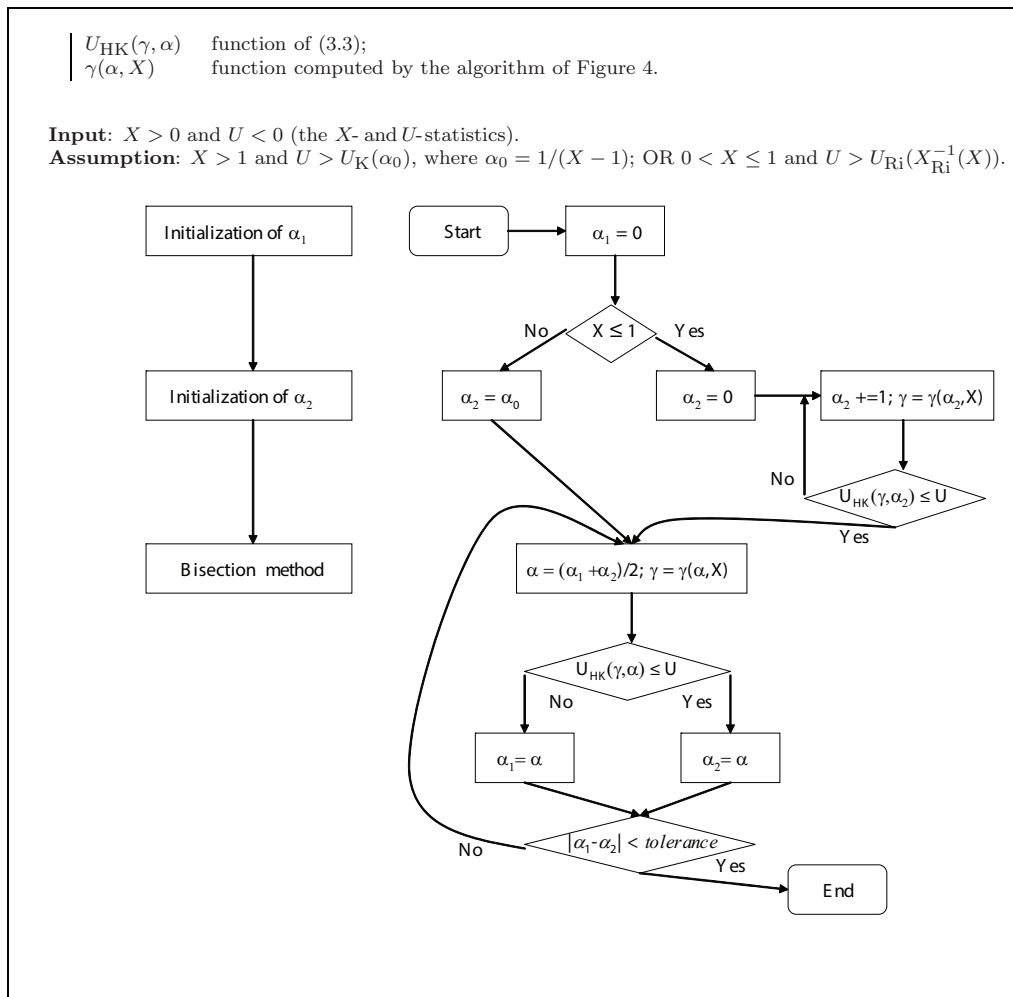 U_HK(γ, α) function of (3.3);
γ(α, X) function computed by the algorithm of Figure 4.
Input: X > 0 and U < 0 (the X- and U-statistics).
Assumption: X > 1 and U > U_K(α_0), where α_0 = 1/(X − 1); OR 0 < X ≤ 1 and U > U_Ri(X_Ri^{-1}(X)).
Initialization of α_1
Start
α_1 = 0
No
X ≤ 1
Yes
Initialization of α_2
α_2 = α_0
α_2 = 0
α_2 +=1; γ = γ(α_2,X)
No
U_HK(γ,α_2) ≤ U
Yes
Bisection method
α = (α_1 +α_2)/2; γ = γ(α,X)
U_HK(γ,α) ≤ U
No
Yes
α_1= α
α_2= α
|α_1-α_2| < tolerance
No
Yes
End